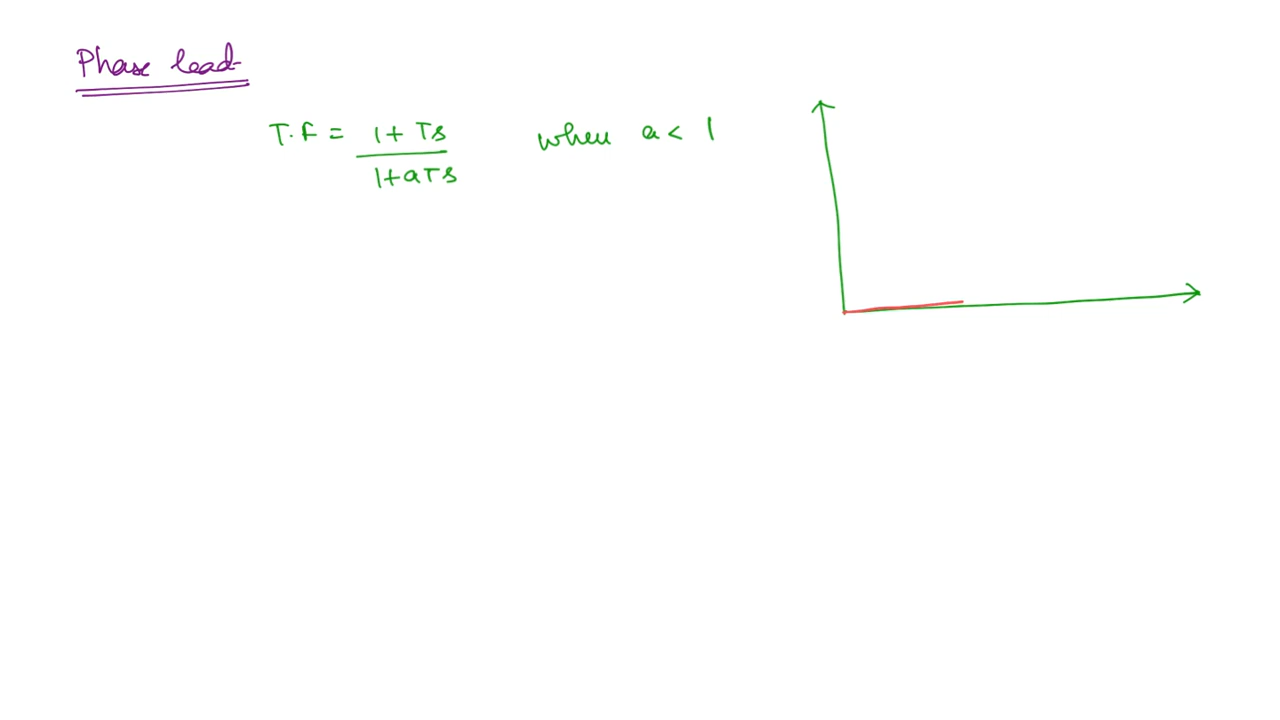 Phase lead
T.F = 1 + Ts when a < 1
1+aTs